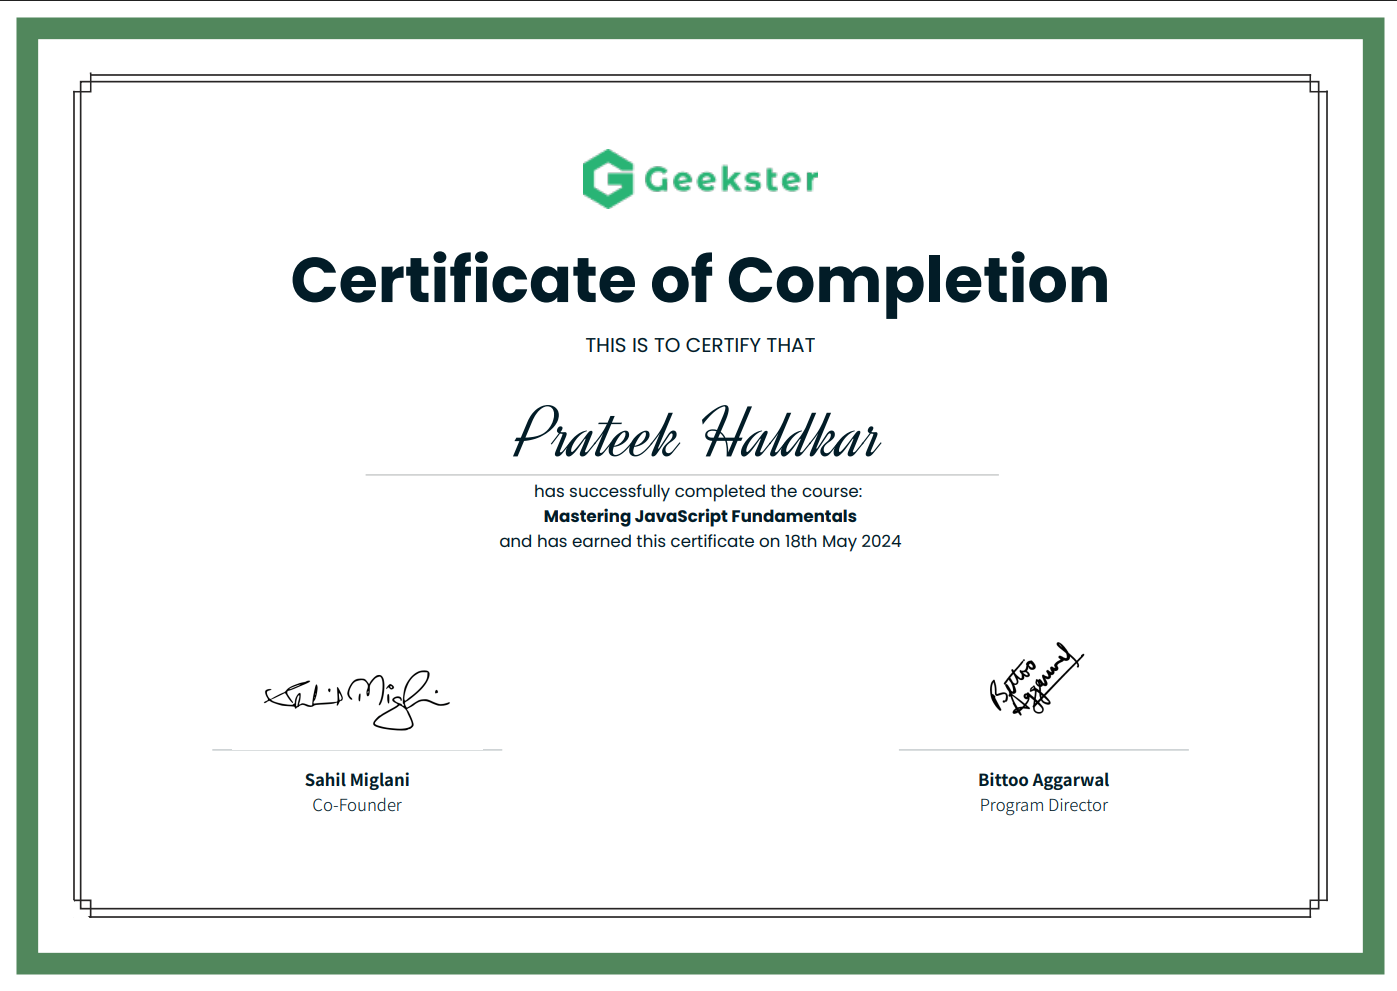 Geekster
Certificate of Completion
THIS IS TO CERTIFY THAT
Prateek Haldkar
has successfully completed the course:
Mastering JavaScript Fundamentals
and has earned this certificate on 18th May 2024
Sahil Miglani
Bittoo
Aggarwal
Sahil Miglani
Co-Founder
Bittoo Aggarwal
Program Director